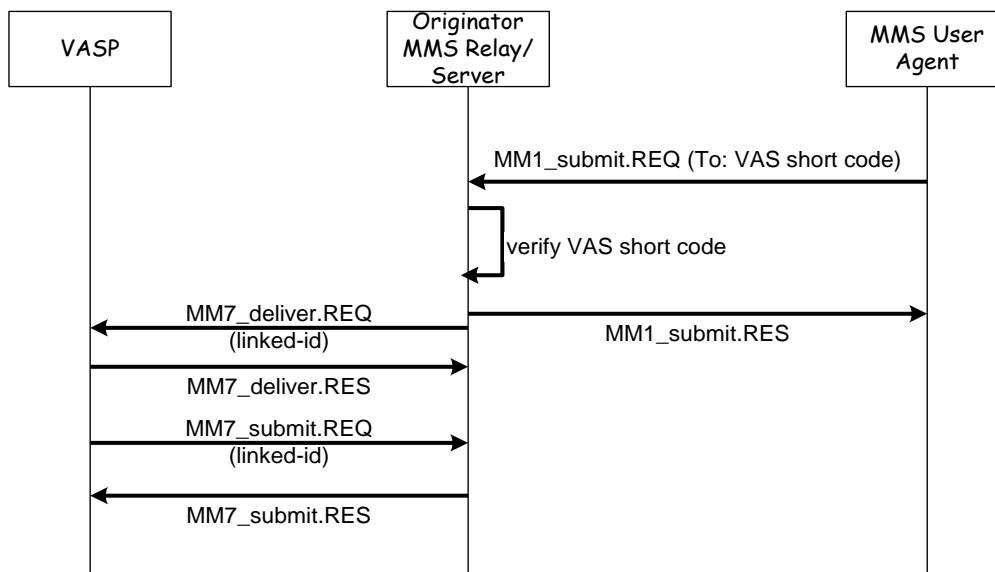 VASP
Originator
MMS Relay/
Server
MMS User
Agent
MM1_submit.REQ (To: VAS short code)
verify VAS short code
MM7_deliver.REQ
(linked-id)
MM1_submit.RES
MM7_deliver.RES
MM7_submit.REQ
(linked-id)
MM7_submit.RES